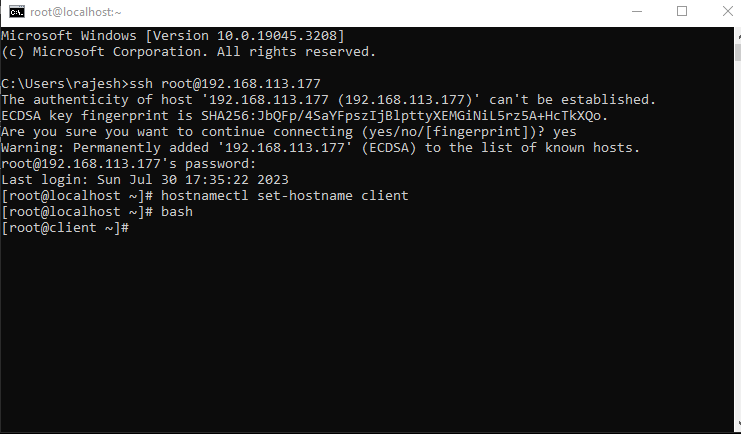 root@localhost:~
Microsoft Windows [Version 10.0.19045.3208]
(c) Microsoft Corporation. All rights reserved.
C:\Users\rajesh>ssh root@192.168.113.177
The authenticity of host '192.168.113.177 (192.168.113.177)' can't be established.
ECDSA key fingerprint is SHA256:JbQFp/4SaYFpszIjBlpttyXEMGiNiL5rz5A+HcTkXQo.
Are you sure you want to continue connecting (yes/no/[fingerprint])? yes
Warning: Permanently added '192.168.113.177' (ECDSA) to the list of known hosts.
root@192.168.113.177's password:
Last login: Sun Jul 30 17:35:22 2023
[root@localhost ~]# hostnamectl set-hostname client
[root@localhost ~]# bash
[root@client ~]#